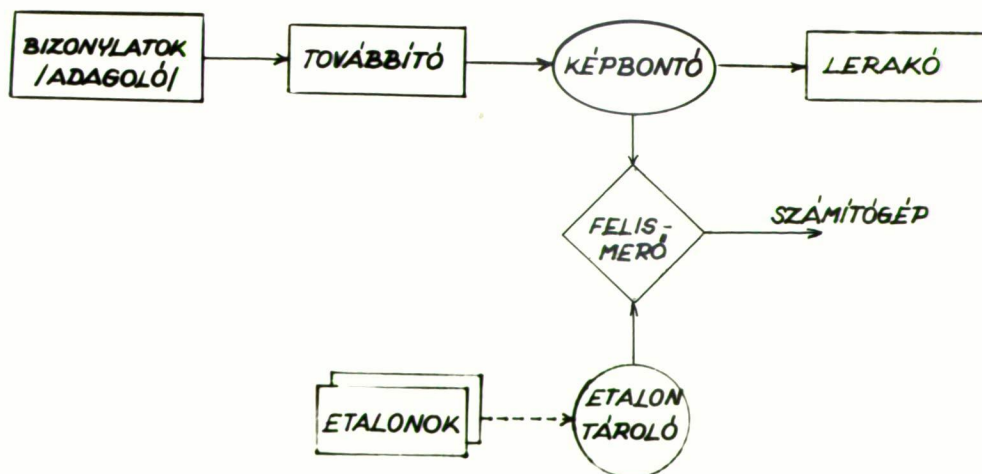 BIZONYLATOK
/ADAGOLÓ/
TOVÁBBÍTÓ
KÉPBONTÓ
LERAKÓ
FELIS-
MERŐ
SZÁMÍTÓGÉP
ETALONOK
ETALON
TÁROLÓ